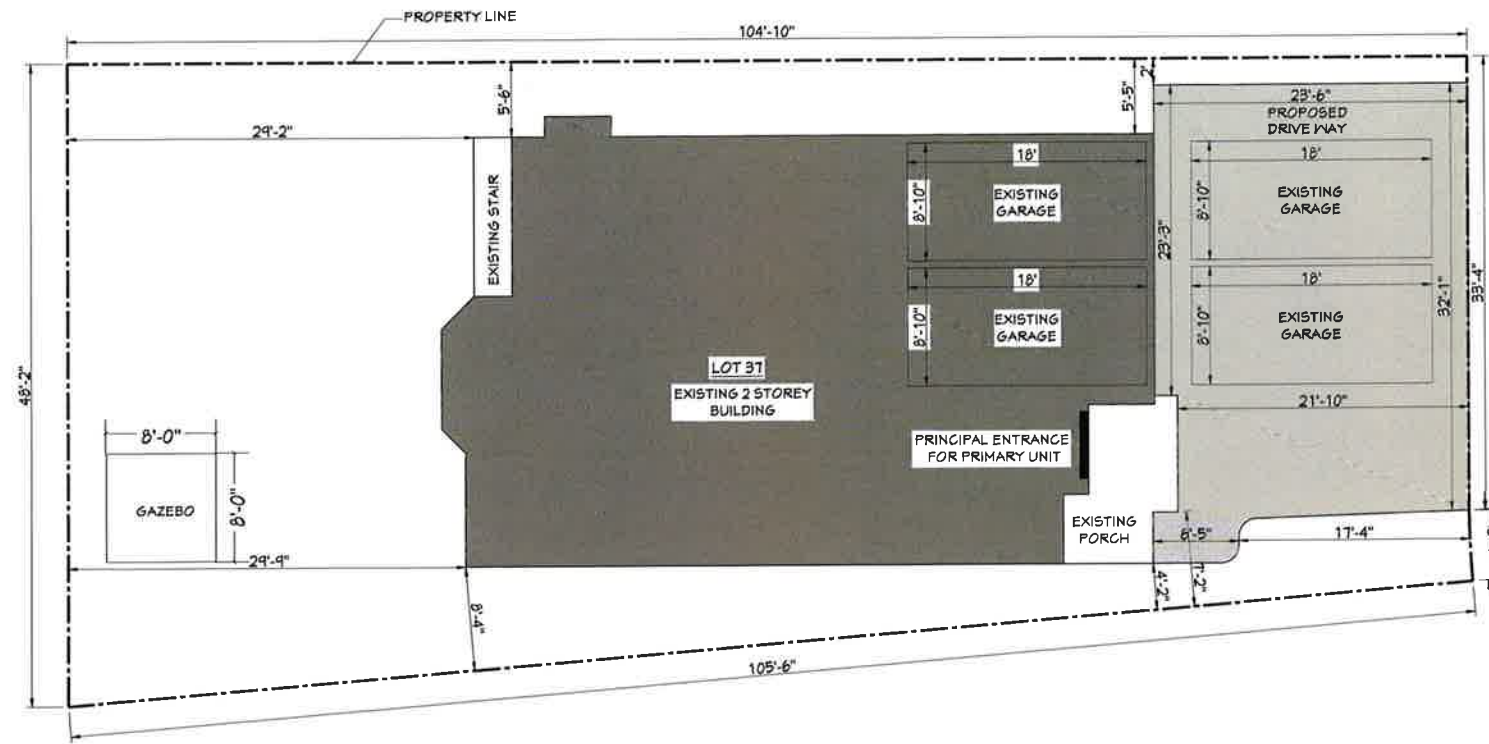 PROPERTY LINE
104'-10"
5'-6"
5'-5"
2'
23'-6"
PROPOSED
DRIVE WAY
29'-2"
18'
18'
EXISTING STAIR
8'-10"
EXISTING
GARAGE
8'-10"
EXISTING
GARAGE
23'-3"
18'
18'
32'-1"
33'-4"
8'-10"
EXISTING
GARAGE
8'-10"
EXISTING
GARAGE
48'-2"
LOT 37
EXISTING 2 STOREY
BUILDING
21'-10"
8'-0"
PRINCIPAL ENTRANCE
FOR PRIMARY UNIT
GAZEBO
8'-0"
EXISTING
PORCH
6'-5"
17'-4"
29'-9"
8'-4"
4'-2"
7'-2"
105'-6"